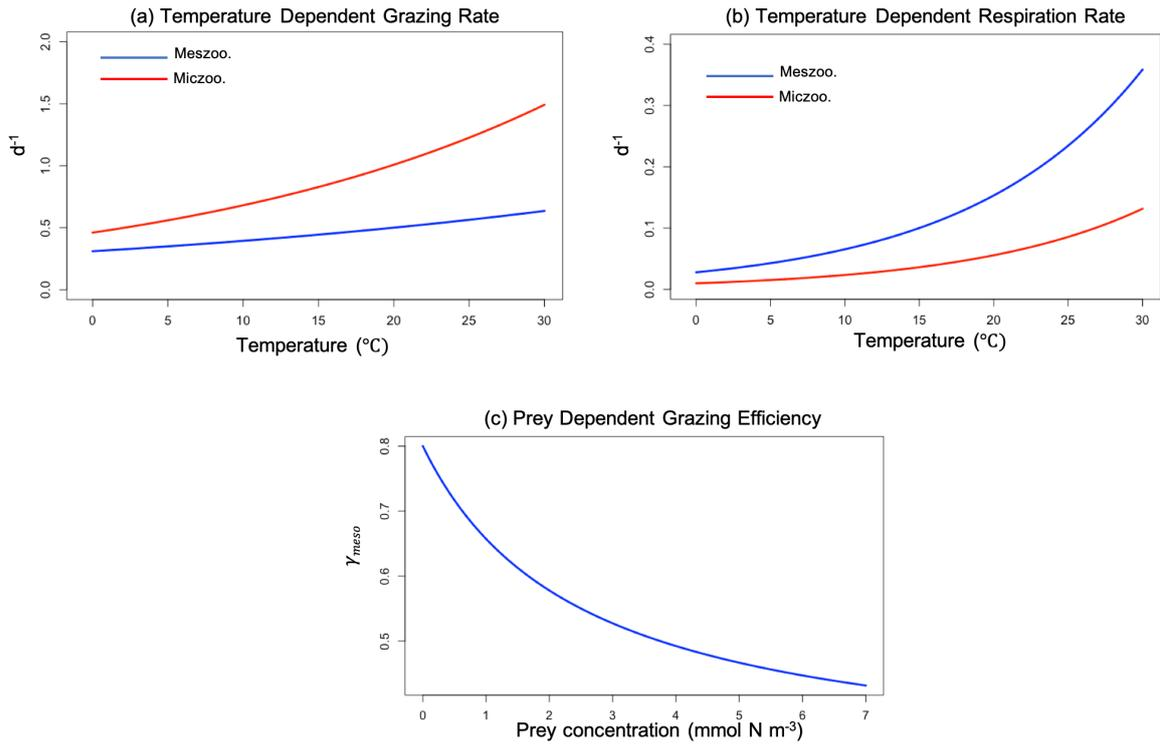 (a) Temperature Dependent Grazing Rate
2.0
1.5
1.0
0.5
0.0
d-1
Meszoo.
Miczoo.
0 5 10 15 20 25 30
Temperature (℃)
(b) Temperature Dependent Respiration Rate
0.4
0.3
0.2
0.1
0.0
d-1
Meszoo.
Miczoo.
0 5 10 15 20 25 30
Temperature (℃)
(c) Prey Dependent Grazing Efficiency
0.8
0.7
0.6
0.5
γmeso
0 1 2 3 4 5 6 7
Prey concentration (mmol N m-3)